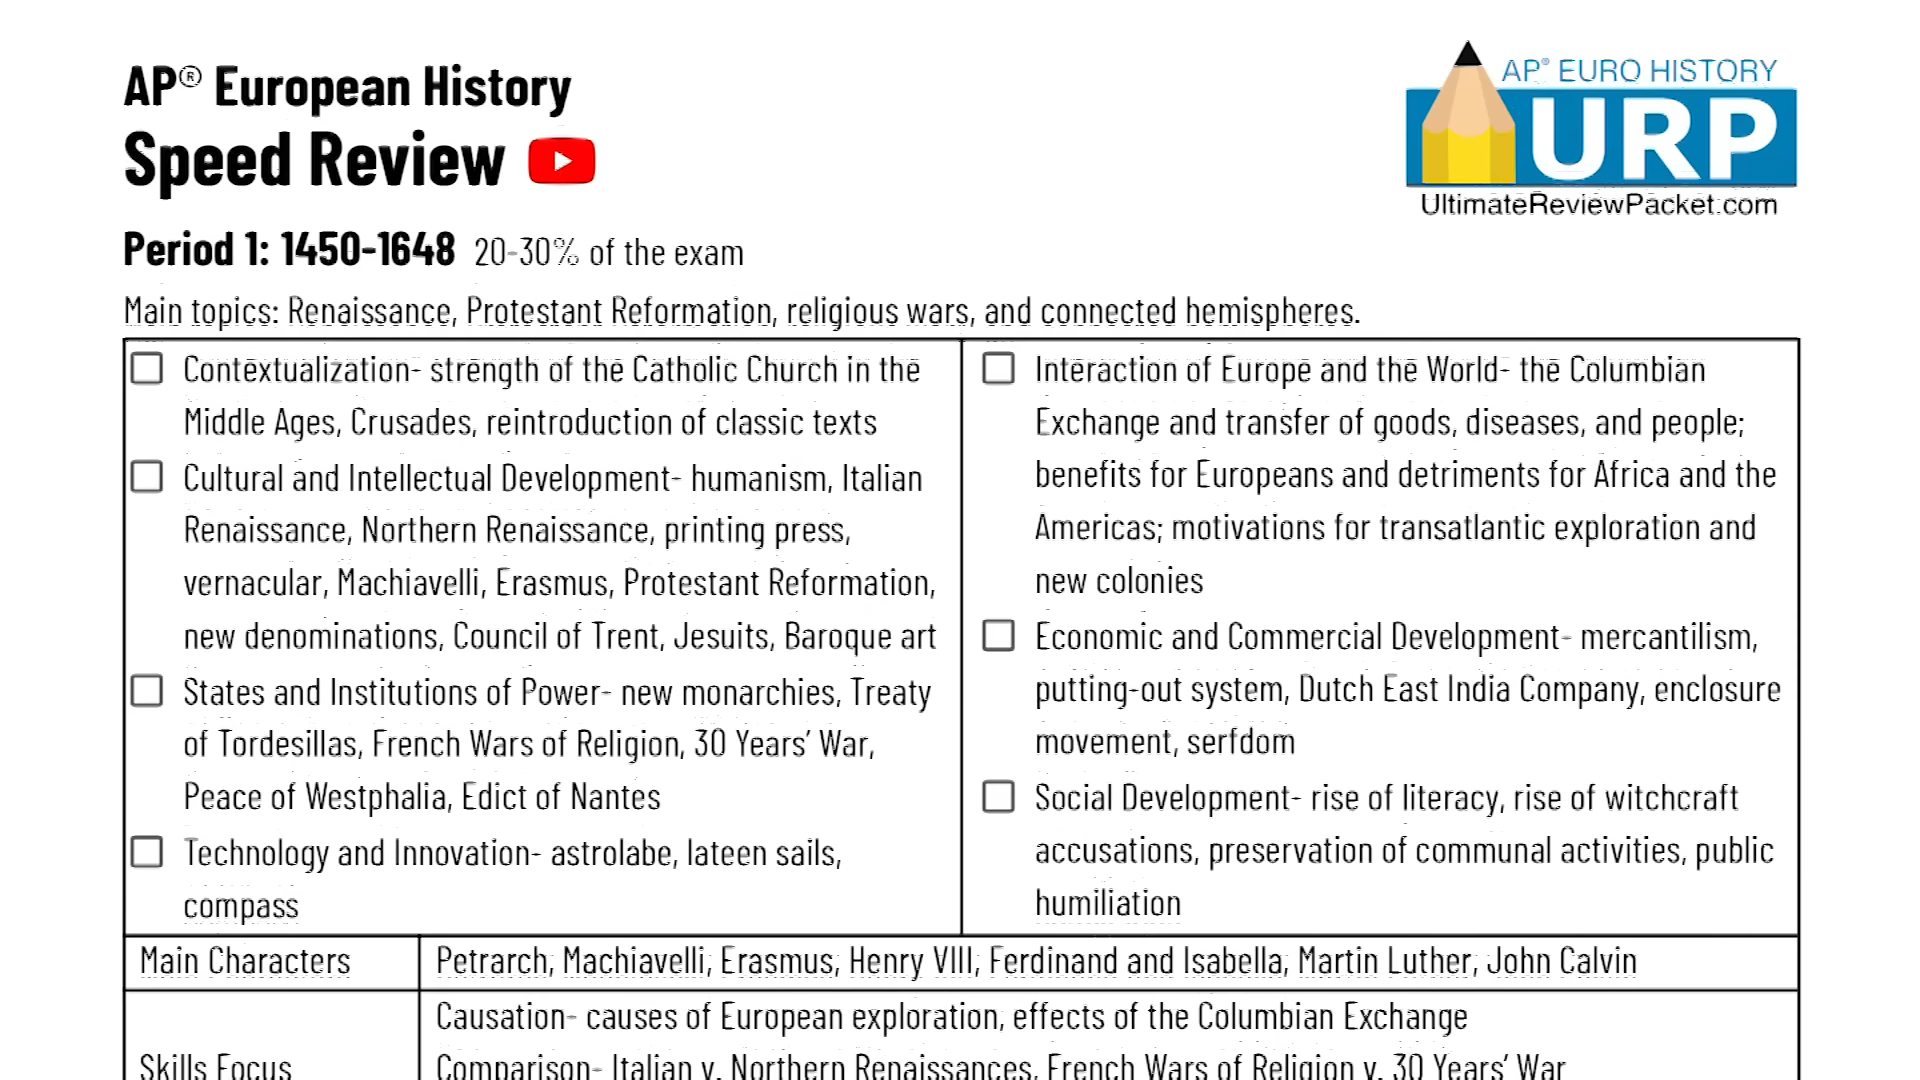 AP® European History
Speed Review
AP® EURO HISTORY
URP
UltimateReviewPacket.com
Period 1: 1450-1648 20-30% of the exam
Main topics: Renaissance, Protestant Reformation, religious wars, and connected hemispheres.
Contextualization- strength of the Catholic Church in the
Middle Ages, Crusades, reintroduction of classic texts
Cultural and Intellectual Development- humanism, Italian
Renaissance, Northern Renaissance, printing press,
vernacular, Machiavelli, Erasmus, Protestant Reformation,
new denominations, Council of Trent, Jesuits, Baroque art
States and Institutions of Power- new monarchies, Treaty
of Tordesillas, French Wars of Religion, 30 Years’ War,
Peace of Westphalia, Edict of Nantes
Technology and Innovation- astrolabe, lateen sails,
compass
Interaction of Europe and the World- the Columbian
Exchange and transfer of goods, diseases, and people;
benefits for Europeans and detriments for Africa and the
Americas; motivations for transatlantic exploration and
new colonies
Economic and Commercial Development- mercantilism,
putting-out system, Dutch East India Company, enclosure
movement, serfdom
Social Development- rise of literacy, rise of witchcraft
accusations, preservation of communal activities, public
humiliation
Main Characters
Petrarch, Machiavelli, Erasmus, Henry VIII, Ferdinand and Isabella, Martin Luther, John Calvin
Skills Focus
Causation- causes of European exploration, effects of the Columbian Exchange
Comparison- Italian v. Northern Renaissances, French Wars of Religion v. 30 Years’ War